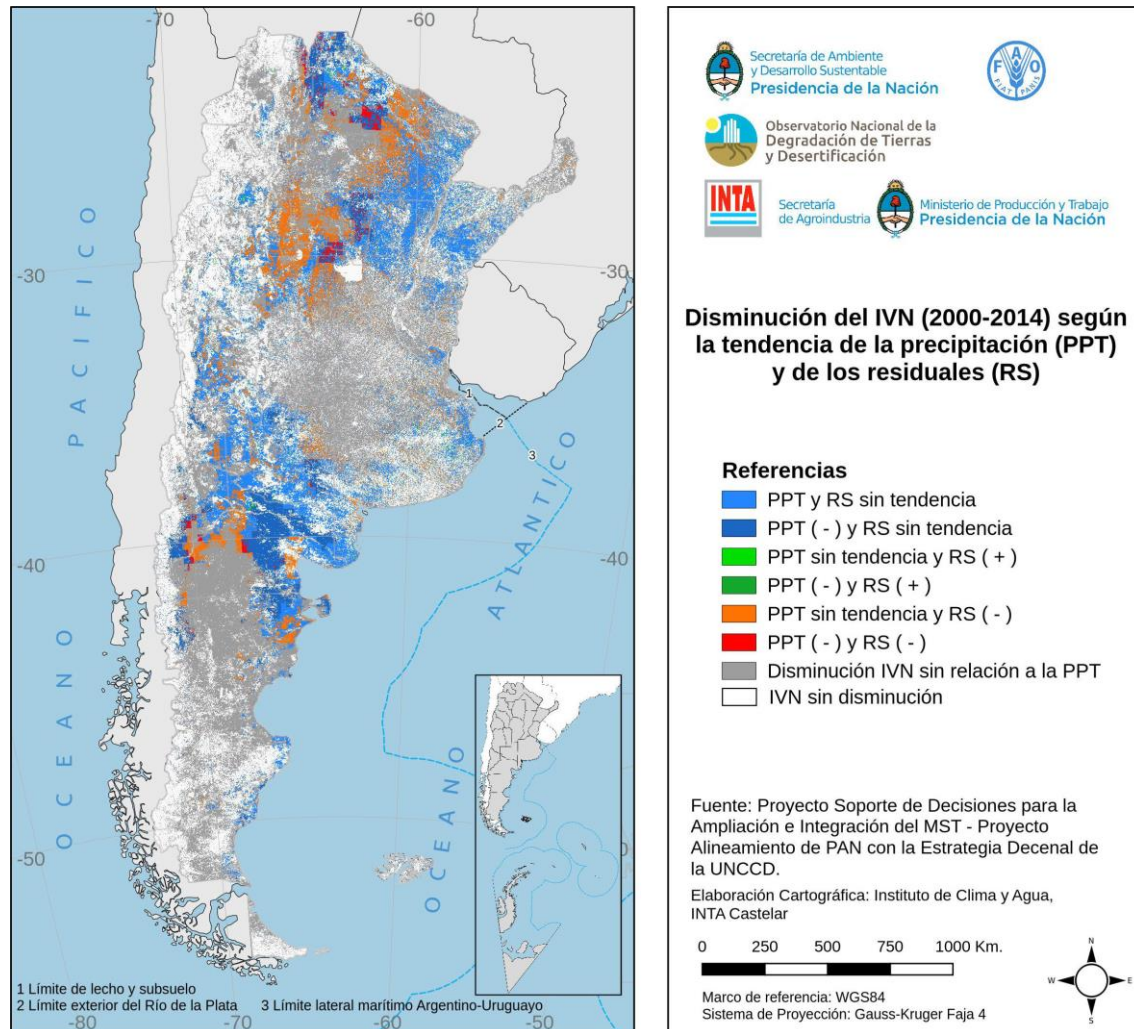 -70
-60
-30
-30
-40
-40
-50
-80
-70
-60
-50
OCEANO PACIFICO
OCEANO ATLANTICO
1
2
3
1 Límite de lecho y subsuelo
2 Límite exterior del Río de la Plata 3 Límite lateral marítimo Argentino-Uruguayo
Secretaría de Ambiente
y Desarrollo Sustentable
Presidencia de la Nación
F A O
FIAT PANIS
Observatorio Nacional de la
Degradación de Tierras
y Desertificación
INTA
Secretaría
de Agroindustria
Ministerio de Producción y Trabajo
Presidencia de la Nación
Disminución del IVN (2000-2014) según
la tendencia de la precipitación (PPT)
y de los residuales (RS)
Referencias
PPT y RS sin tendencia
PPT ( - ) y RS sin tendencia
PPT sin tendencia y RS ( + )
PPT (-) y RS (+)
PPT sin tendencia y RS ( - )
PPT ( - ) y RS ( - )
Disminución IVN sin relación a la PPT
IVN sin disminución
Fuente: Proyecto Soporte de Decisiones para la
Ampliación e Integración del MST - Proyecto
Alineamiento de PAN con la Estrategia Decenal de
la UNCCD.
Elaboración Cartográfica: Instituto de Clima y Agua,
INTA Castelar
0 250 500 750 1000 Km.
Marco de referencia: WGS84
Sistema de Proyección: Gauss-Kruger Faja 4
N
W E
S